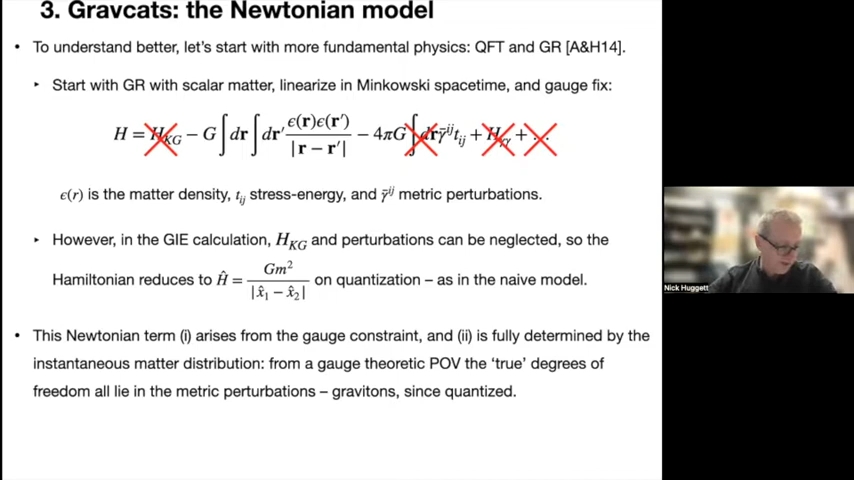 3. Gravcats: the Newtonian model
• To understand better, let's start with more fundamental physics: QFT and GR [A&H14].
‣ Start with GR with scalar matter, linearize in Minkowski spacetime, and gauge fix:
H = H_KG − G ∫ dr ∫ dr′ ϵ(r)ϵ(r′) / |r − r′| − 4πG ∫ dr γ̄^ij t_ij + H_γ̄ + …
ϵ(r) is the matter density, t_ij stress-energy, and γ̄^ij metric perturbations.
‣ However, in the GIE calculation, H_KG and perturbations can be neglected, so the
Hamiltonian reduces to Ĥ = Gm² / |x̂₁ − x̂₂| on quantization – as in the naive model.
• This Newtonian term (i) arises from the gauge constraint, and (ii) is fully determined by the
instantaneous matter distribution: from a gauge theoretic POV the 'true' degrees of
freedom all lie in the metric perturbations – gravitons, since quantized.
Nick Huggett